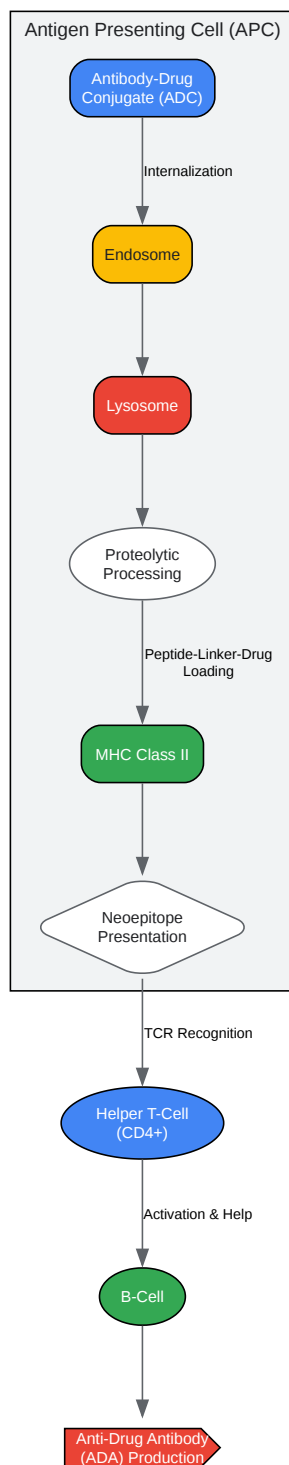 Antigen Presenting Cell (APC)
Antibody-Drug
Conjugate (ADC)
Internalization
Endosome
Lysosome
Proteolytic
Processing
Peptide-Linker-Drug
Loading
MHC Class II
Neoepitope
Presentation
TCR Recognition
Helper T-Cell
(CD4+)
Activation & Help
B-Cell
Anti-Drug Antibody
(ADA) Production